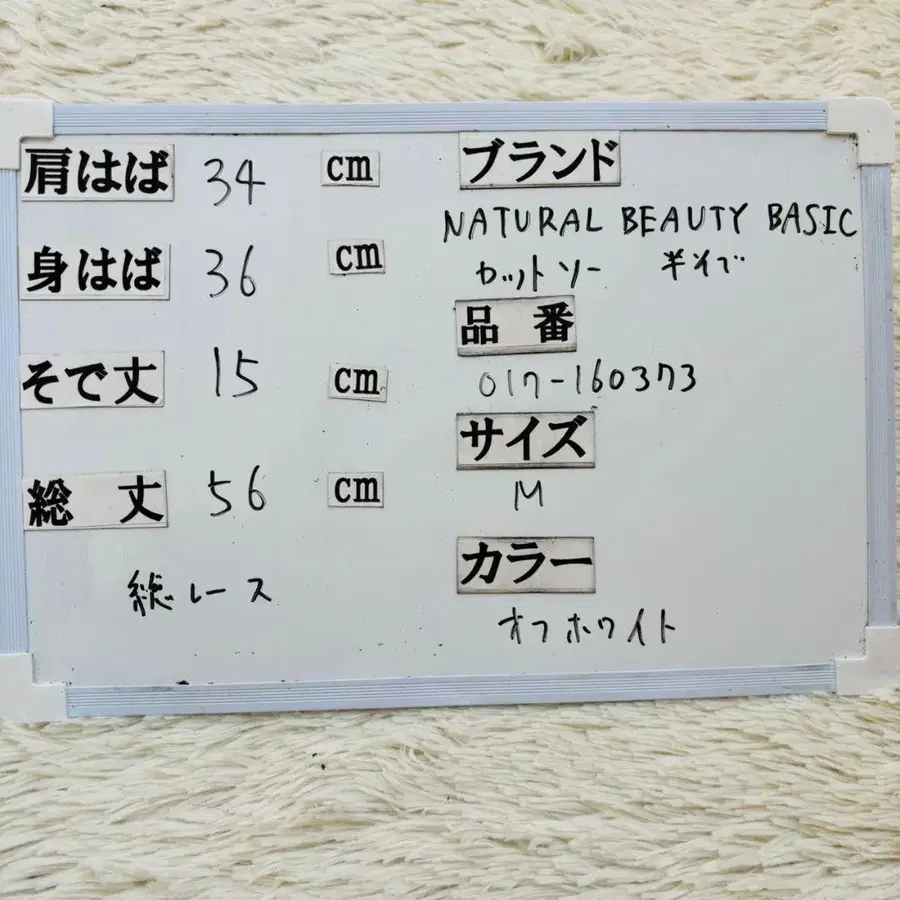 肩はば 34 cm
身はば 36 cm
そで丈 15 cm
総丈 56 cm
総レース
ブランド
NATURAL BEAUTY BASIC
カットソー 半そで
品番
017-160373
サイズ
M
カラー
オフホワイト